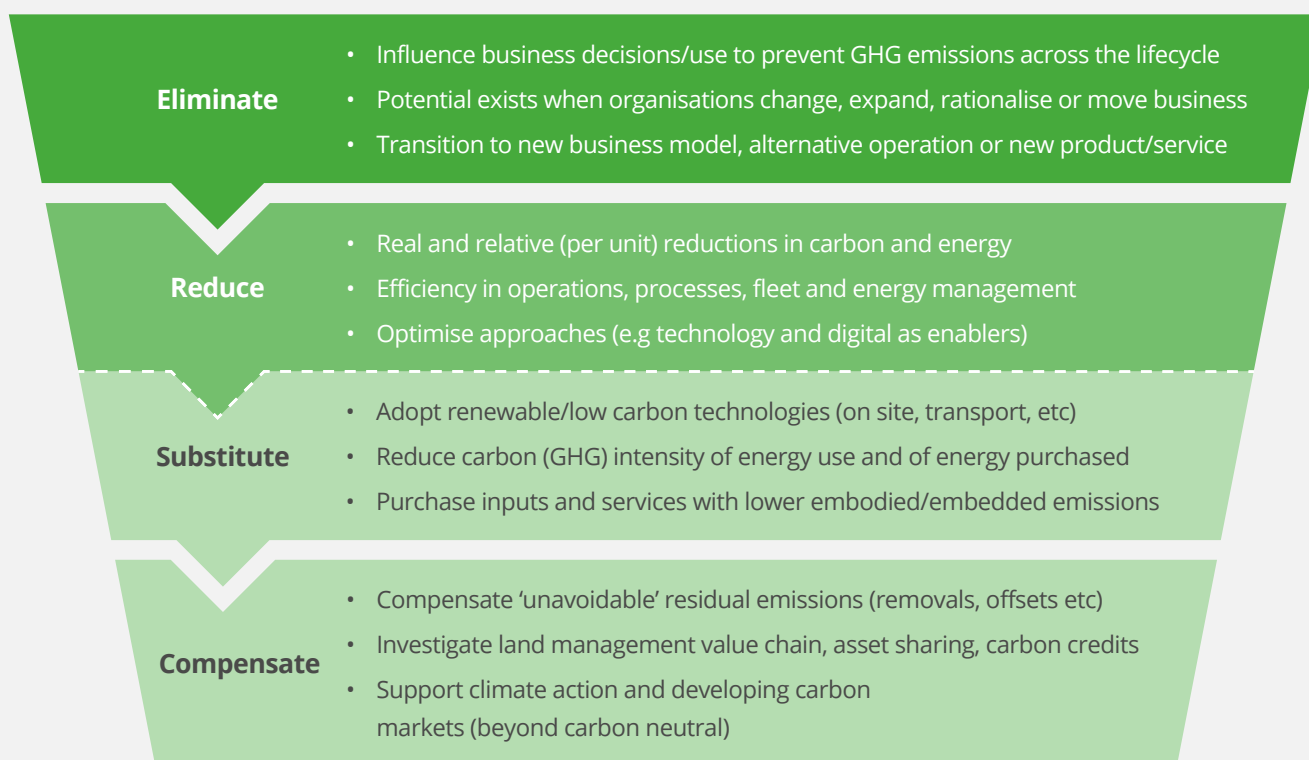 Eliminate
• Influence business decisions/use to prevent GHG emissions across the lifecycle
• Potential exists when organisations change, expand, rationalise or move business
• Transition to new business model, alternative operation or new product/service
Reduce
• Real and relative (per unit) reductions in carbon and energy
• Efficiency in operations, processes, fleet and energy management
• Optimise approaches (e.g technology and digital as enablers)
Substitute
• Adopt renewable/low carbon technologies (on site, transport, etc)
• Reduce carbon (GHG) intensity of energy use and of energy purchased
• Purchase inputs and services with lower embodied/embedded emissions
Compensate
• Compensate ‘unavoidable’ residual emissions (removals, offsets etc)
• Investigate land management value chain, asset sharing, carbon credits
• Support climate action and developing carbon
markets (beyond carbon neutral)